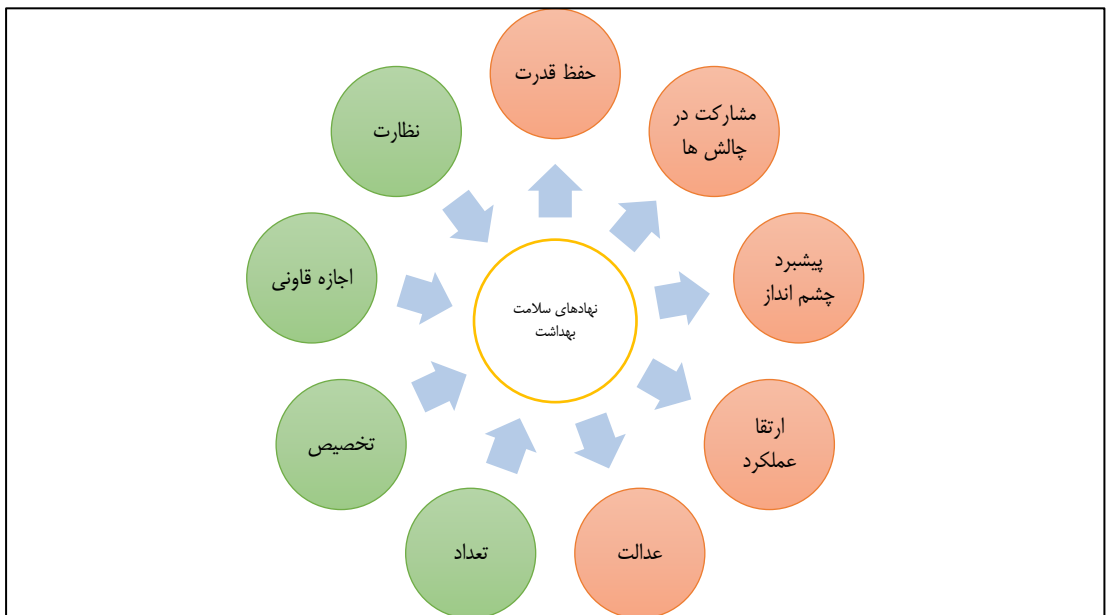 حفظ قدرت
مشارکت در
چالش ها
پیشبرد
چشم انداز
ارتقا
عملکرد
عدالت
تعداد
تخصیص
اجازه قاونی
نظارت
نهادهای سلامت
بهداشت